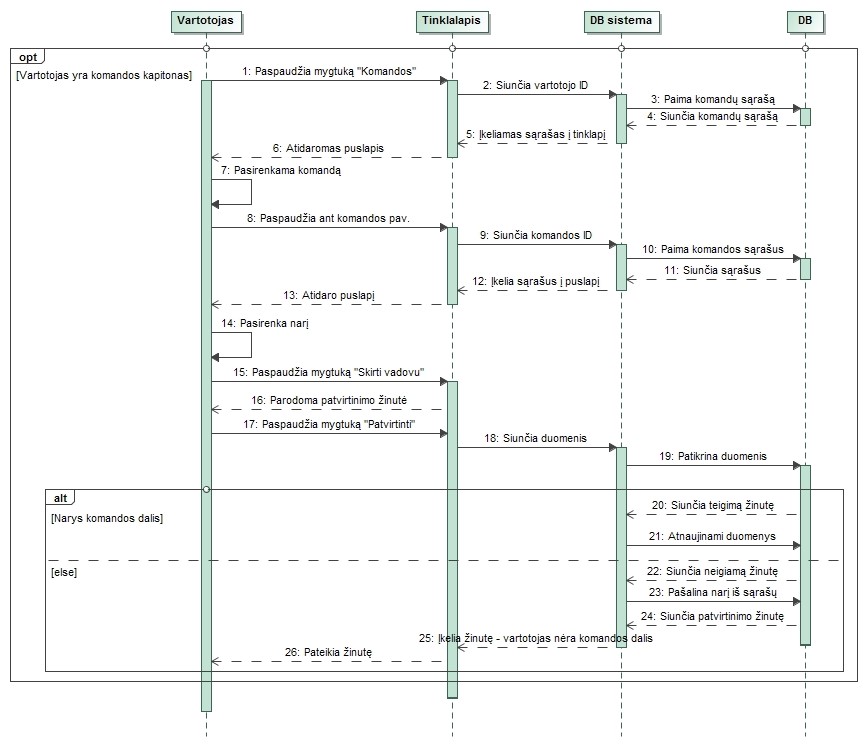 Vartotojas
Tinklalapis
DB sistema
DB
opt
[Vartotojas yra komandos kapitonas]
1: Paspaudžia mygtuką "Komandos"
2: Siunčia vartotojo ID
3: Paima komandų sąrašą
4: Siunčia komandų sąrašą
5: Įkeliamas sąrašas į tinklapį
6: Atidaromas puslapis
7: Pasirenkama komandą
8: Paspaudžia ant komandos pav.
9: Siunčia komandos ID
10: Paima komandos sąrašus
11: Siunčia sąrašus
12: Įkelia sąrašus į puslapį
13: Atidaro puslapį
14: Pasirenka narį
15: Paspaudžia mygtuką "Skirti vadovu"
16: Parodoma patvirtinimo žinutė
17: Paspaudžia mygtuką "Patvirtinti"
18: Siunčia duomenis
19: Patikrina duomenis
alt
[Narys komandos dalis]
20: Siunčia teigimą žinutę
21: Atnaujinami duomenys
[else]
22: Siunčia neigiamą žinutę
23: Pašalina narį iš sąrašų
24: Siunčia patvirtinimo žinutę
25: Įkelia žinutę - vartotojas nėra komandos dalis
26: Pateikia žinutę